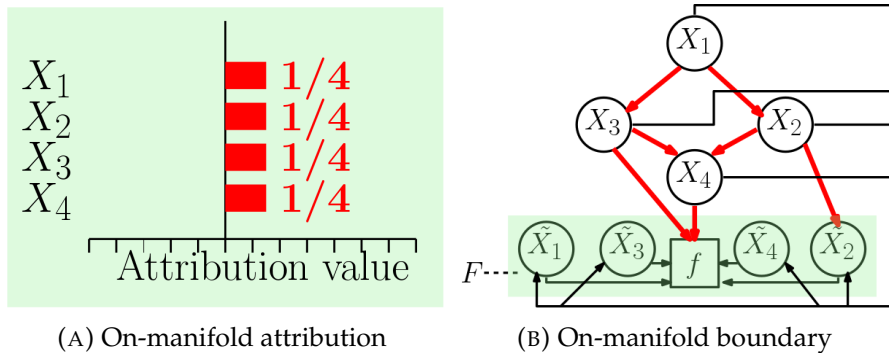 X₁ 1/4
X₂ 1/4
X₃ 1/4
X₄ 1/4
Attribution value
(A) On-manifold attribution
X₁
X₃ X₂
X₄
F X̃₁ X̃₃ f X̃₄ X̃₂
(B) On-manifold boundary